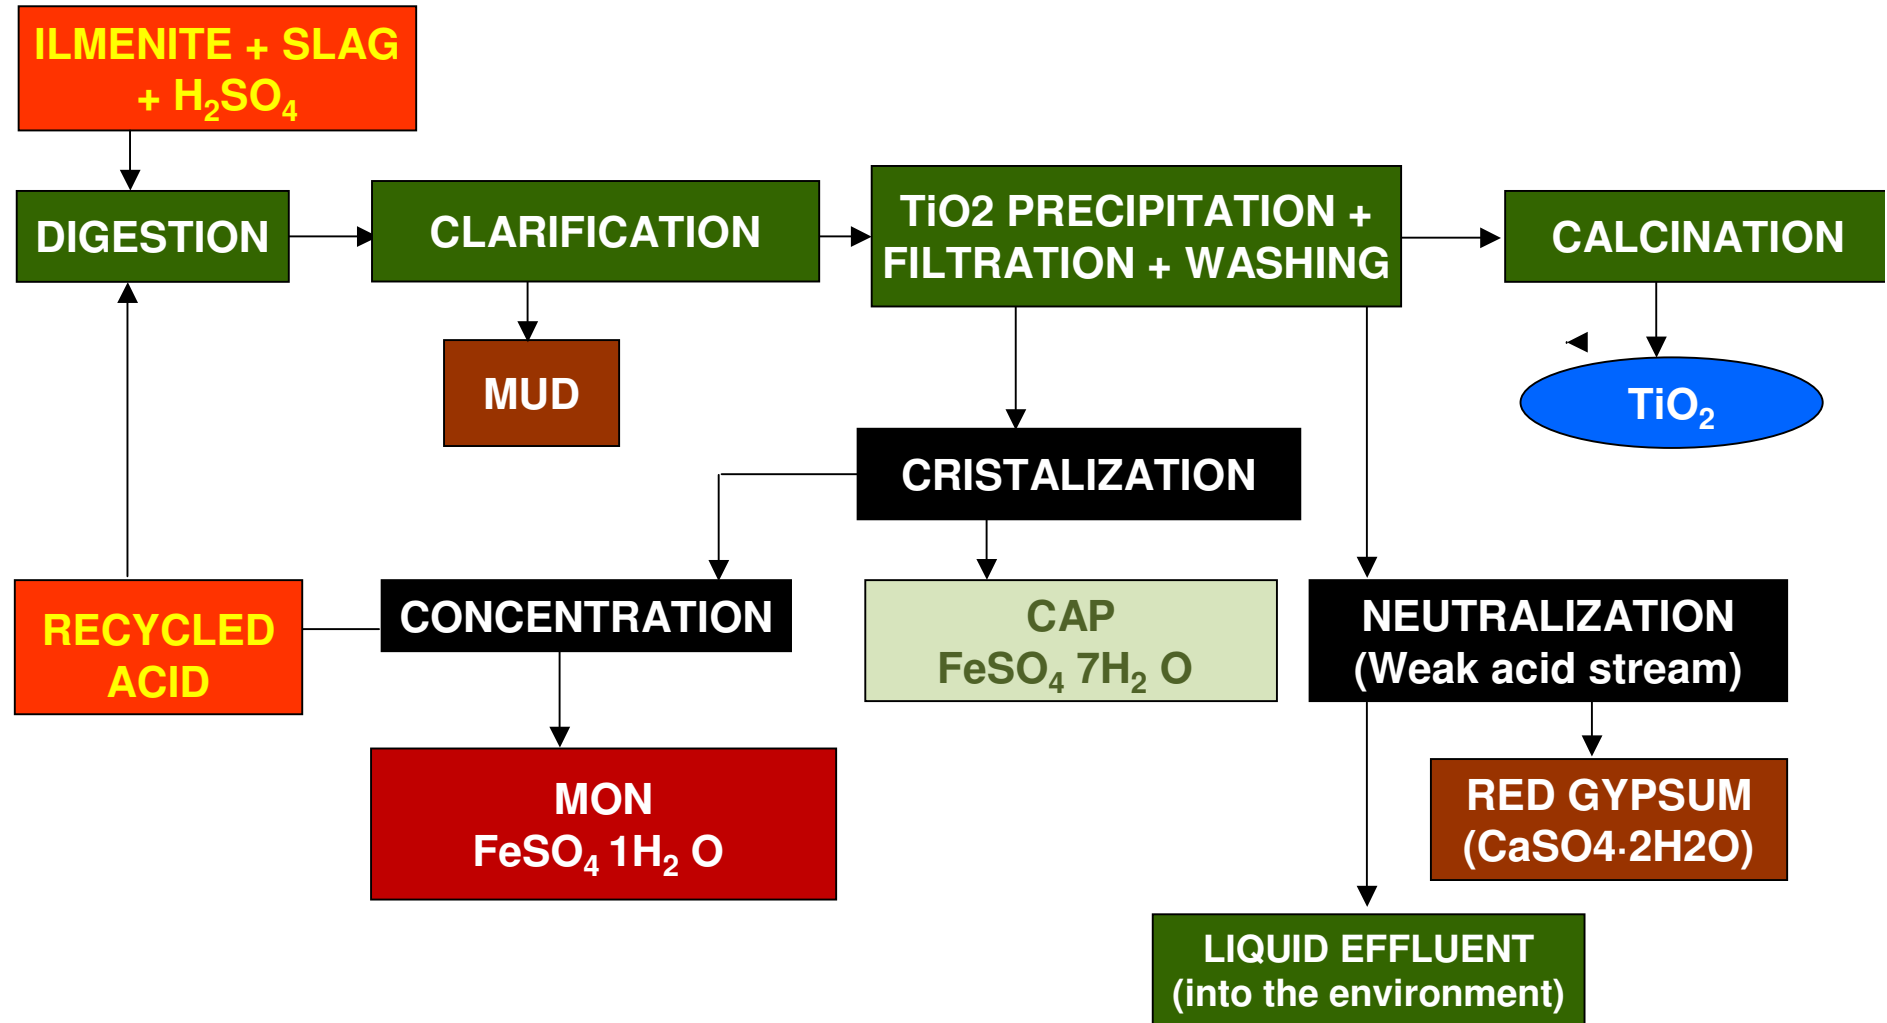 ILMENITE + SLAG
+ H₂SO₄
DIGESTION
CLARIFICATION
TiO2 PRECIPITATION +
FILTRATION + WASHING
CALCINATION
MUD
TiO₂
CRISTALIZATION
RECYCLED
ACID
CONCENTRATION
CAP
FeSO₄ 7H₂ O
NEUTRALIZATION
(Weak acid stream)
MON
FeSO₄ 1H₂ O
RED GYPSUM
(CaSO4·2H2O)
LIQUID EFFLUENT
(into the environment)